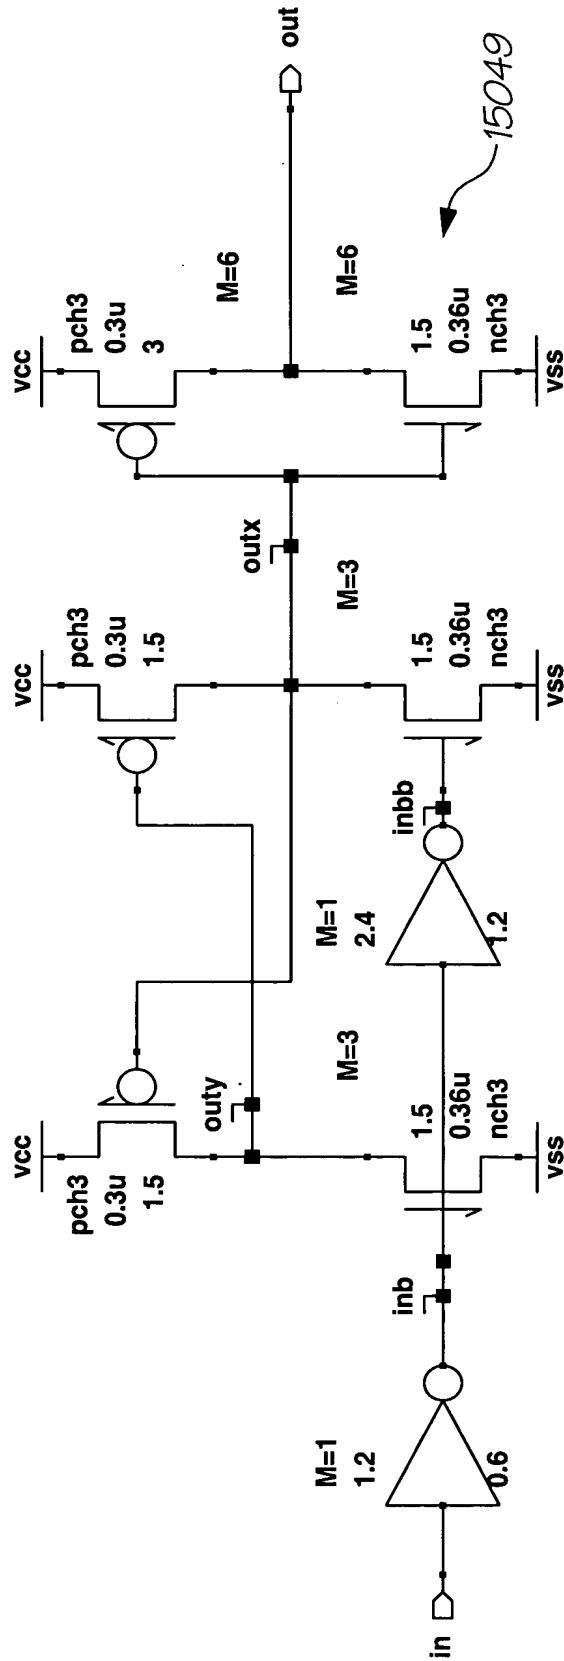 vcc
pch3
0.3u
1.5
outy
M=3
1.5
0.36u
nch3
vss
in
M=1
1.2
0.6
inb
M=1
2.4
1.2
inbb
vcc
pch3
0.3u
1.5
outx
M=3
1.5
0.36u
nch3
vss
vcc
pch3
0.3u
3
M=6
out
M=6
1.5
0.36u
nch3
vss
15049